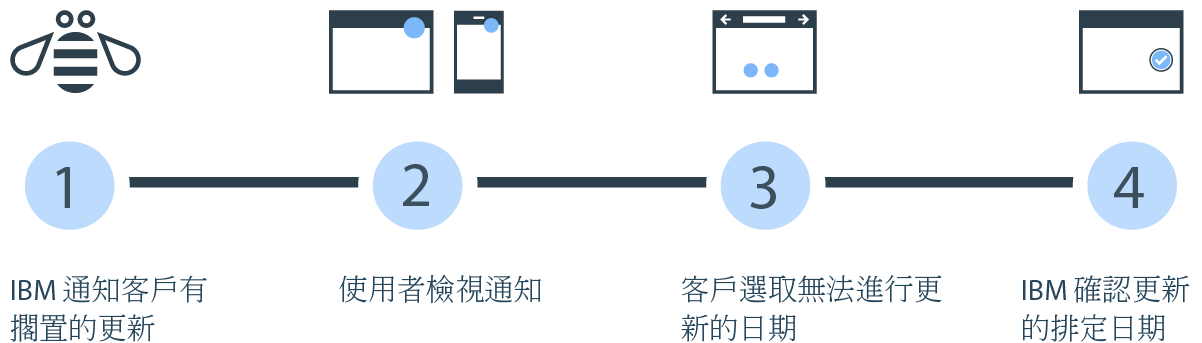 1
2
3
4
IBM 通知客戶有
擱置的更新
使用者檢視通知
客戶選取無法進行更
新的日期
IBM 確認更新
的排定日期